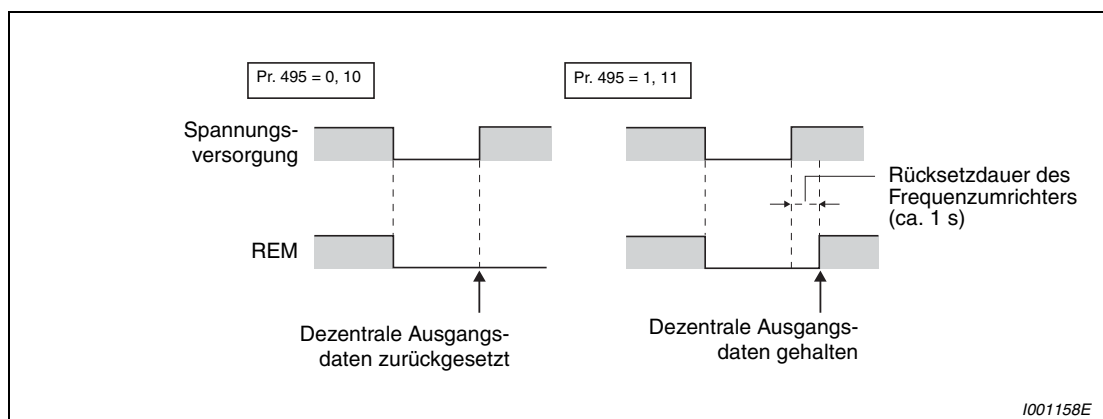 Pr. 495 = 0, 10
Pr. 495 = 1, 11
Spannungs-
versorgung
Rücksetzdauer des
Frequenzumrichters
(ca. 1 s)
REM
Dezentrale Ausgangs-
daten zurückgesetzt
Dezentrale Ausgangs-
daten gehalten
I001158E